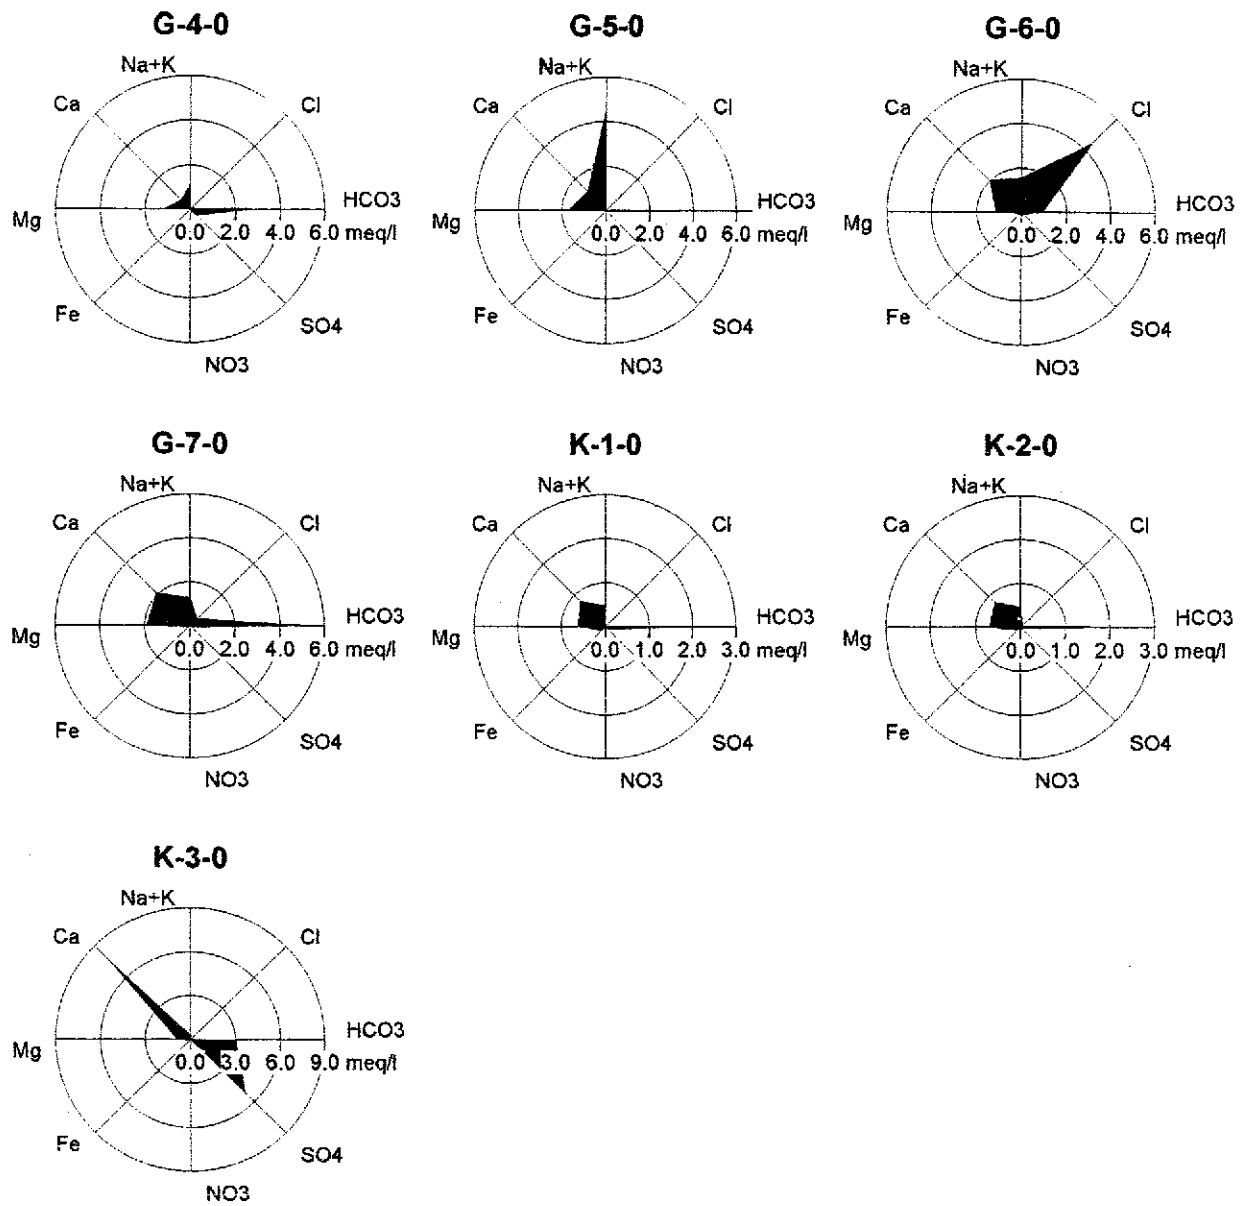 G-4-0
G-5-0
G-6-0
Na+K
Na+K
Na+K
Ca
Cl
Ca
Cl
Ca
Cl
Mg
HCO3
Mg
HCO3
Mg
HCO3
0.0 2.0 4.0 6.0 meq/l
0.0 2.0 4.0 6.0 meq/l
0.0 2.0 4.0 6.0 meq/l
Fe
SO4
Fe
SO4
Fe
SO4
NO3
NO3
NO3
G-7-0
K-1-0
K-2-0
Na+K
Na+K
Na+K
Ca
Cl
Ca
Cl
Ca
Cl
Mg
HCO3
Mg
HCO3
Mg
HCO3
0.0 2.0 4.0 6.0 meq/l
0.0 1.0 2.0 3.0 meq/l
0.0 1.0 2.0 3.0 meq/l
Fe
SO4
Fe
SO4
Fe
SO4
NO3
NO3
NO3
K-3-0
Na+K
Ca
Cl
Mg
HCO3
0.0 3.0 6.0 9.0 meq/l
Fe
SO4
NO3